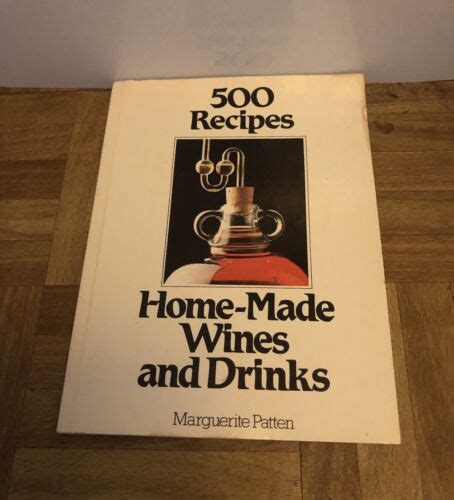 500
Recipes
Home-Made
Wines
and Drinks
Marguerite Patten